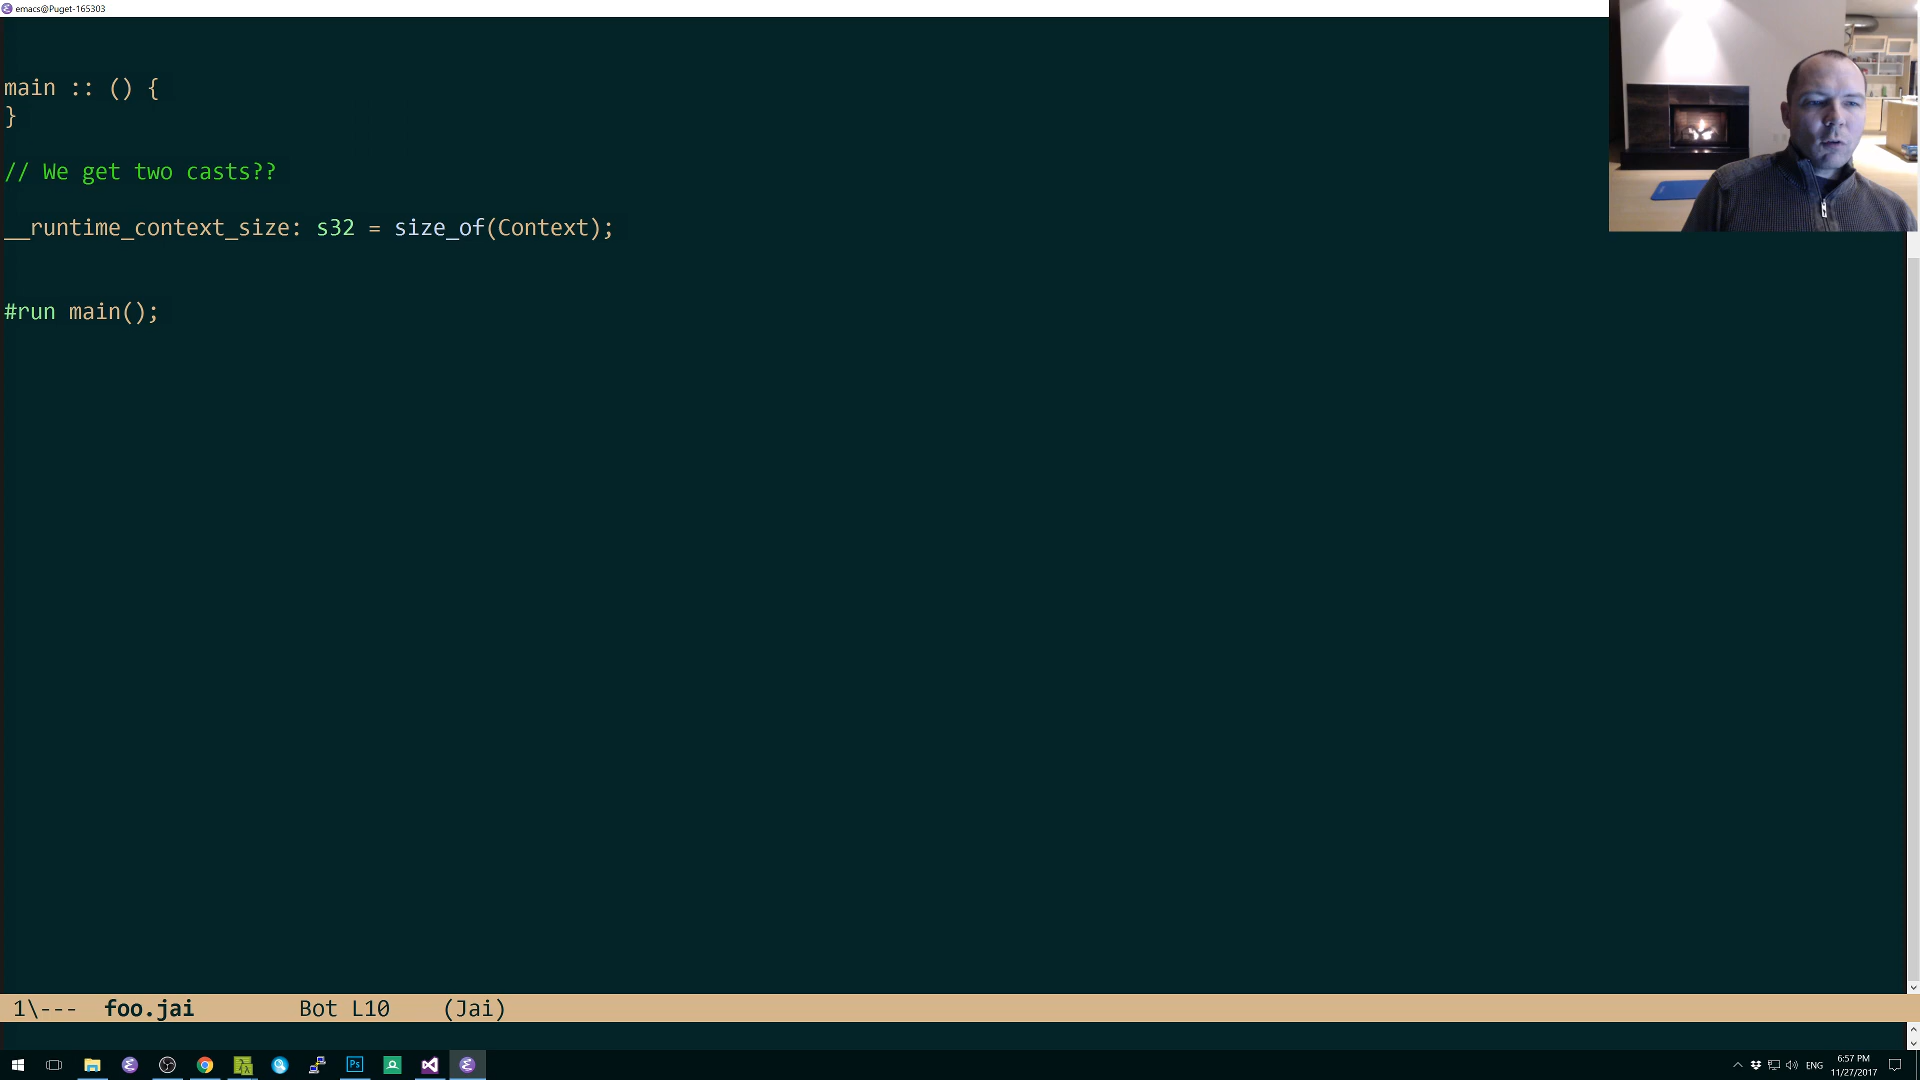 emacs@Puget-165303
main :: () {
}
// We get two casts??
__runtime_context_size: s32 = size_of(Context);
#run main();
1\--- foo.jai Bot L10 (Jai)
Ps
ENG
6:57 PM
11/27/2017